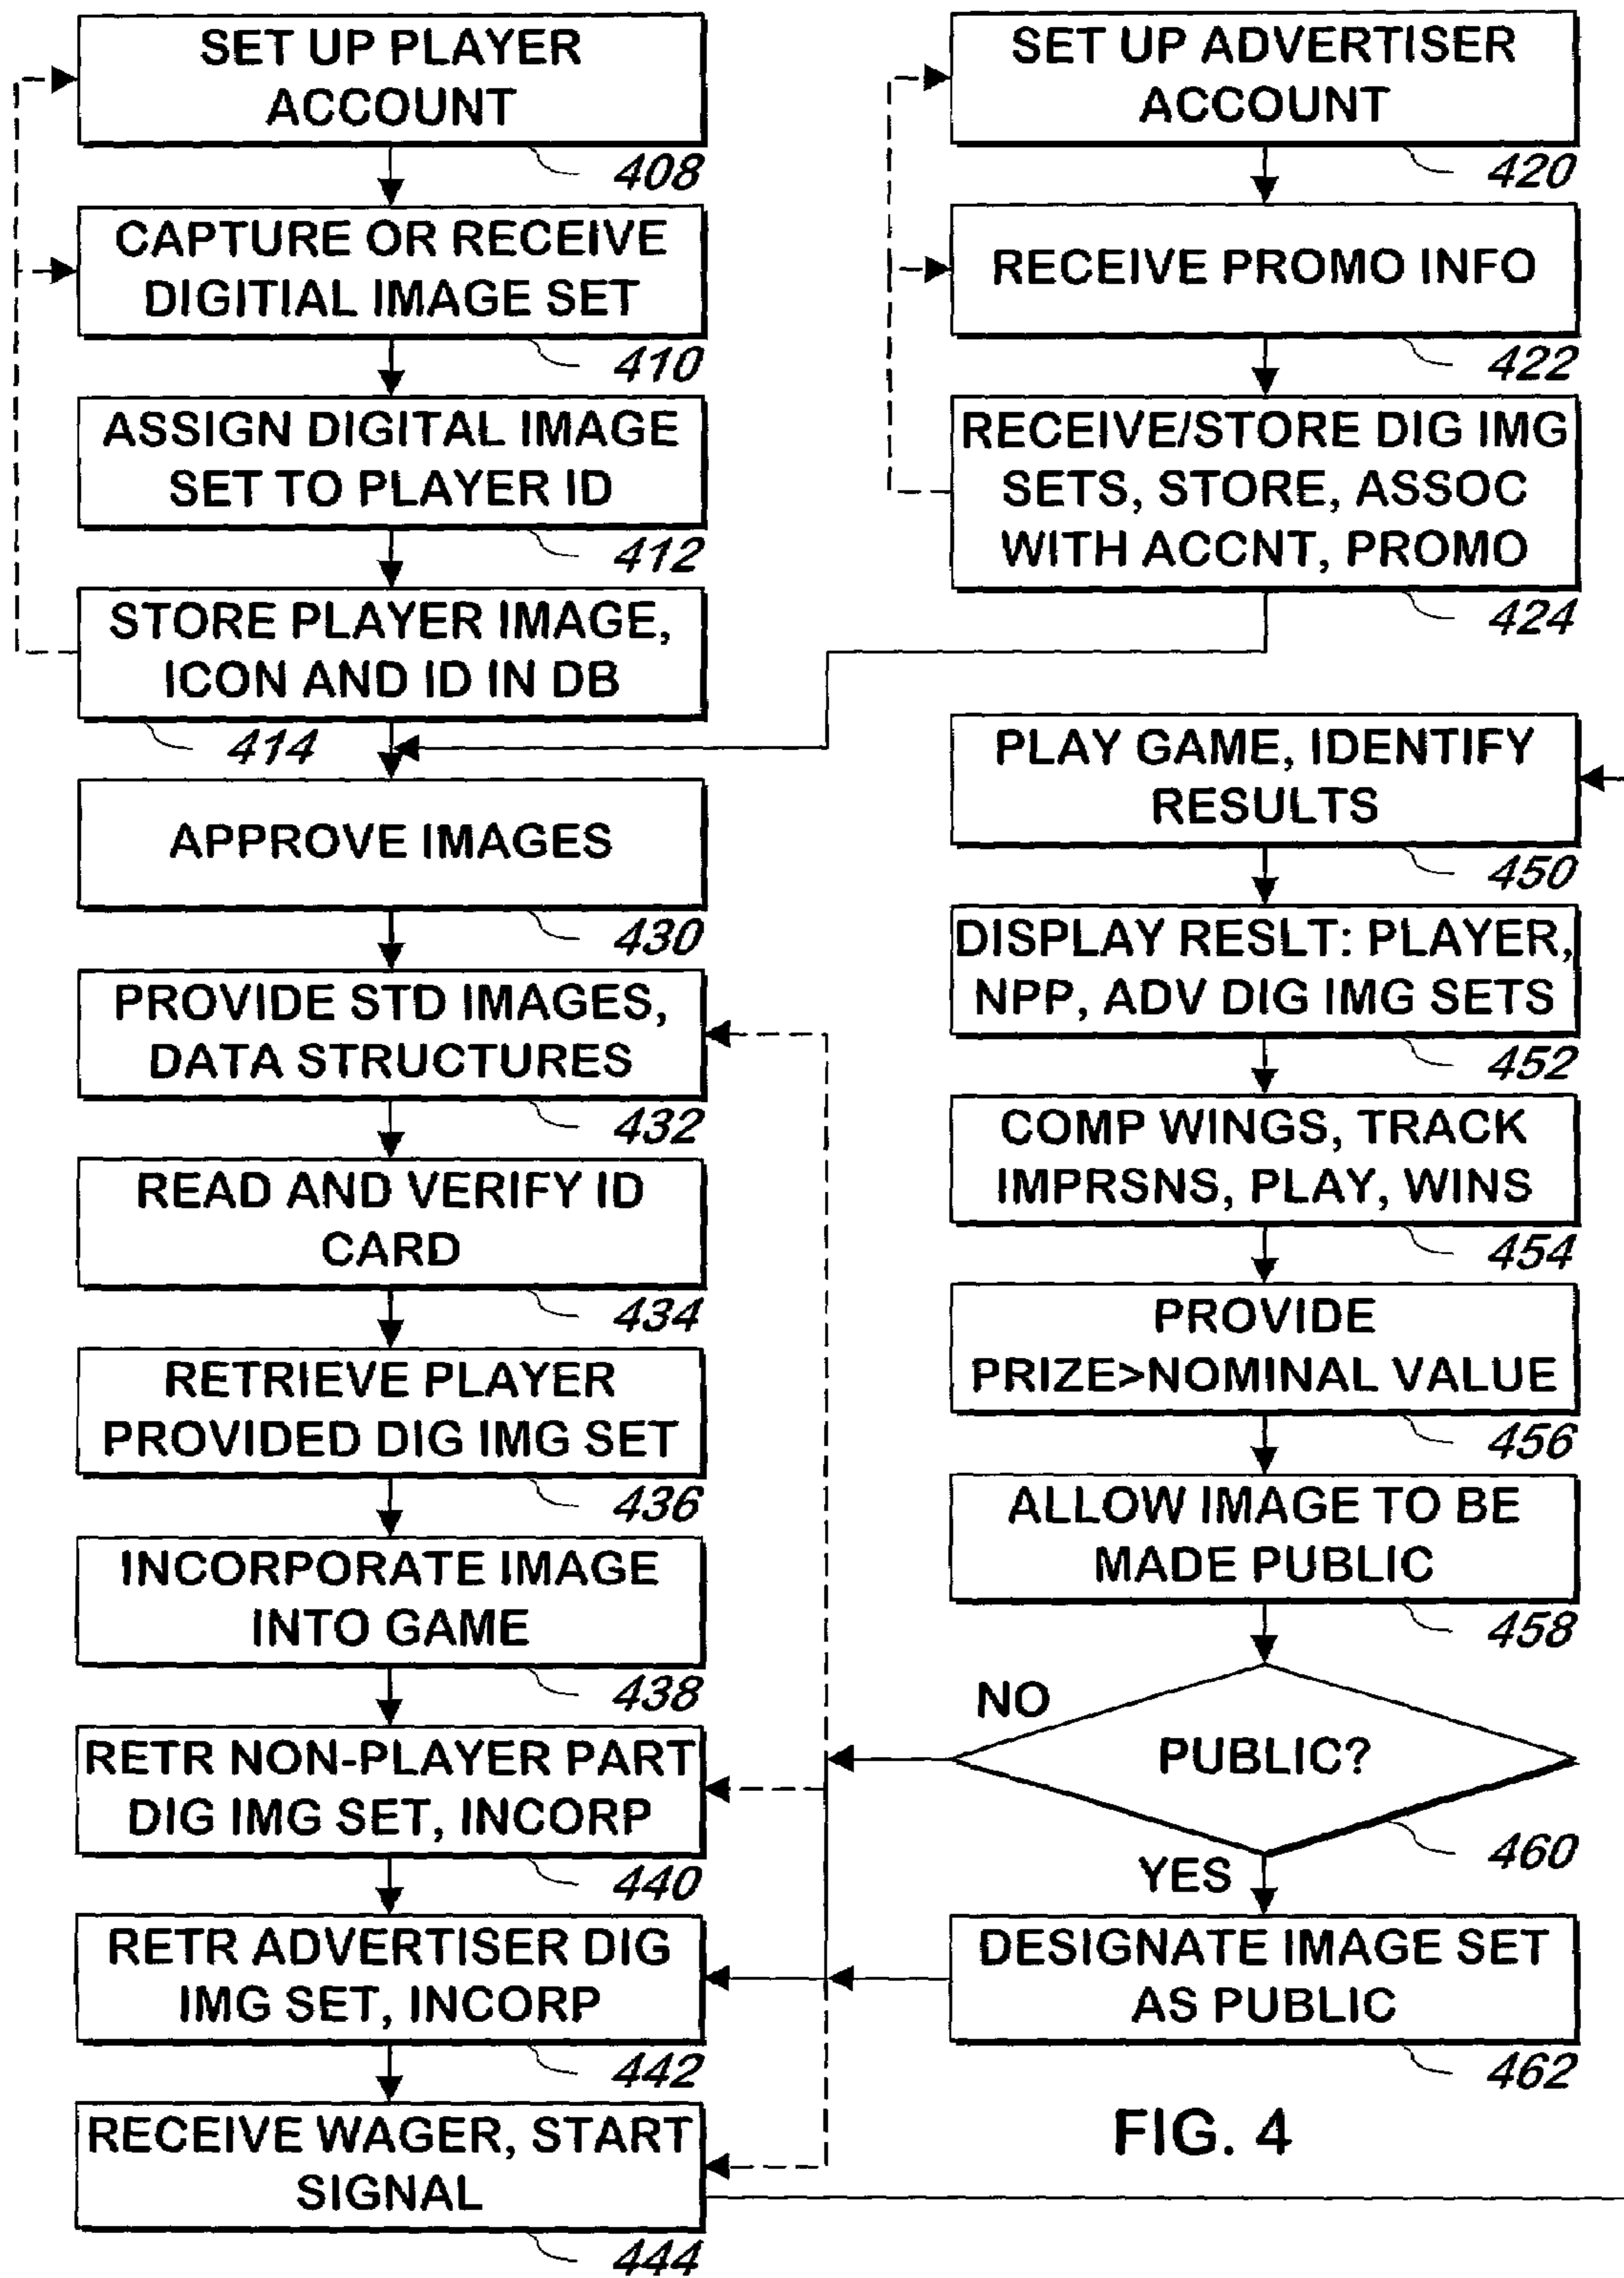 SET UP PLAYER
ACCOUNT
408
CAPTURE OR RECEIVE
DIGITIAL IMAGE SET
410
ASSIGN DIGITAL IMAGE
SET TO PLAYER ID
412
STORE PLAYER IMAGE,
ICON AND ID IN DB
414
SET UP ADVERTISER
ACCOUNT
420
RECEIVE PROMO INFO
422
RECEIVE/STORE DIG IMG
SETS, STORE, ASSOC
WITH ACCNT, PROMO
424
APPROVE IMAGES
430
PROVIDE STD IMAGES,
DATA STRUCTURES
432
READ AND VERIFY ID
CARD
434
RETRIEVE PLAYER
PROVIDED DIG IMG SET
436
INCORPORATE IMAGE
INTO GAME
438
RETR NON-PLAYER PART
DIG IMG SET, INCORP
440
RETR ADVERTISER DIG
IMG SET, INCORP
442
RECEIVE WAGER, START
SIGNAL
444
PLAY GAME, IDENTIFY
RESULTS
450
DISPLAY RESLT: PLAYER,
NPP, ADV DIG IMG SETS
452
COMP WINGS, TRACK
IMPRSNS, PLAY, WINS
454
PROVIDE
PRIZE>NOMINAL VALUE
456
ALLOW IMAGE TO BE
MADE PUBLIC
458
NO
PUBLIC?
460
YES
DESIGNATE IMAGE SET
AS PUBLIC
462
FIG. 4